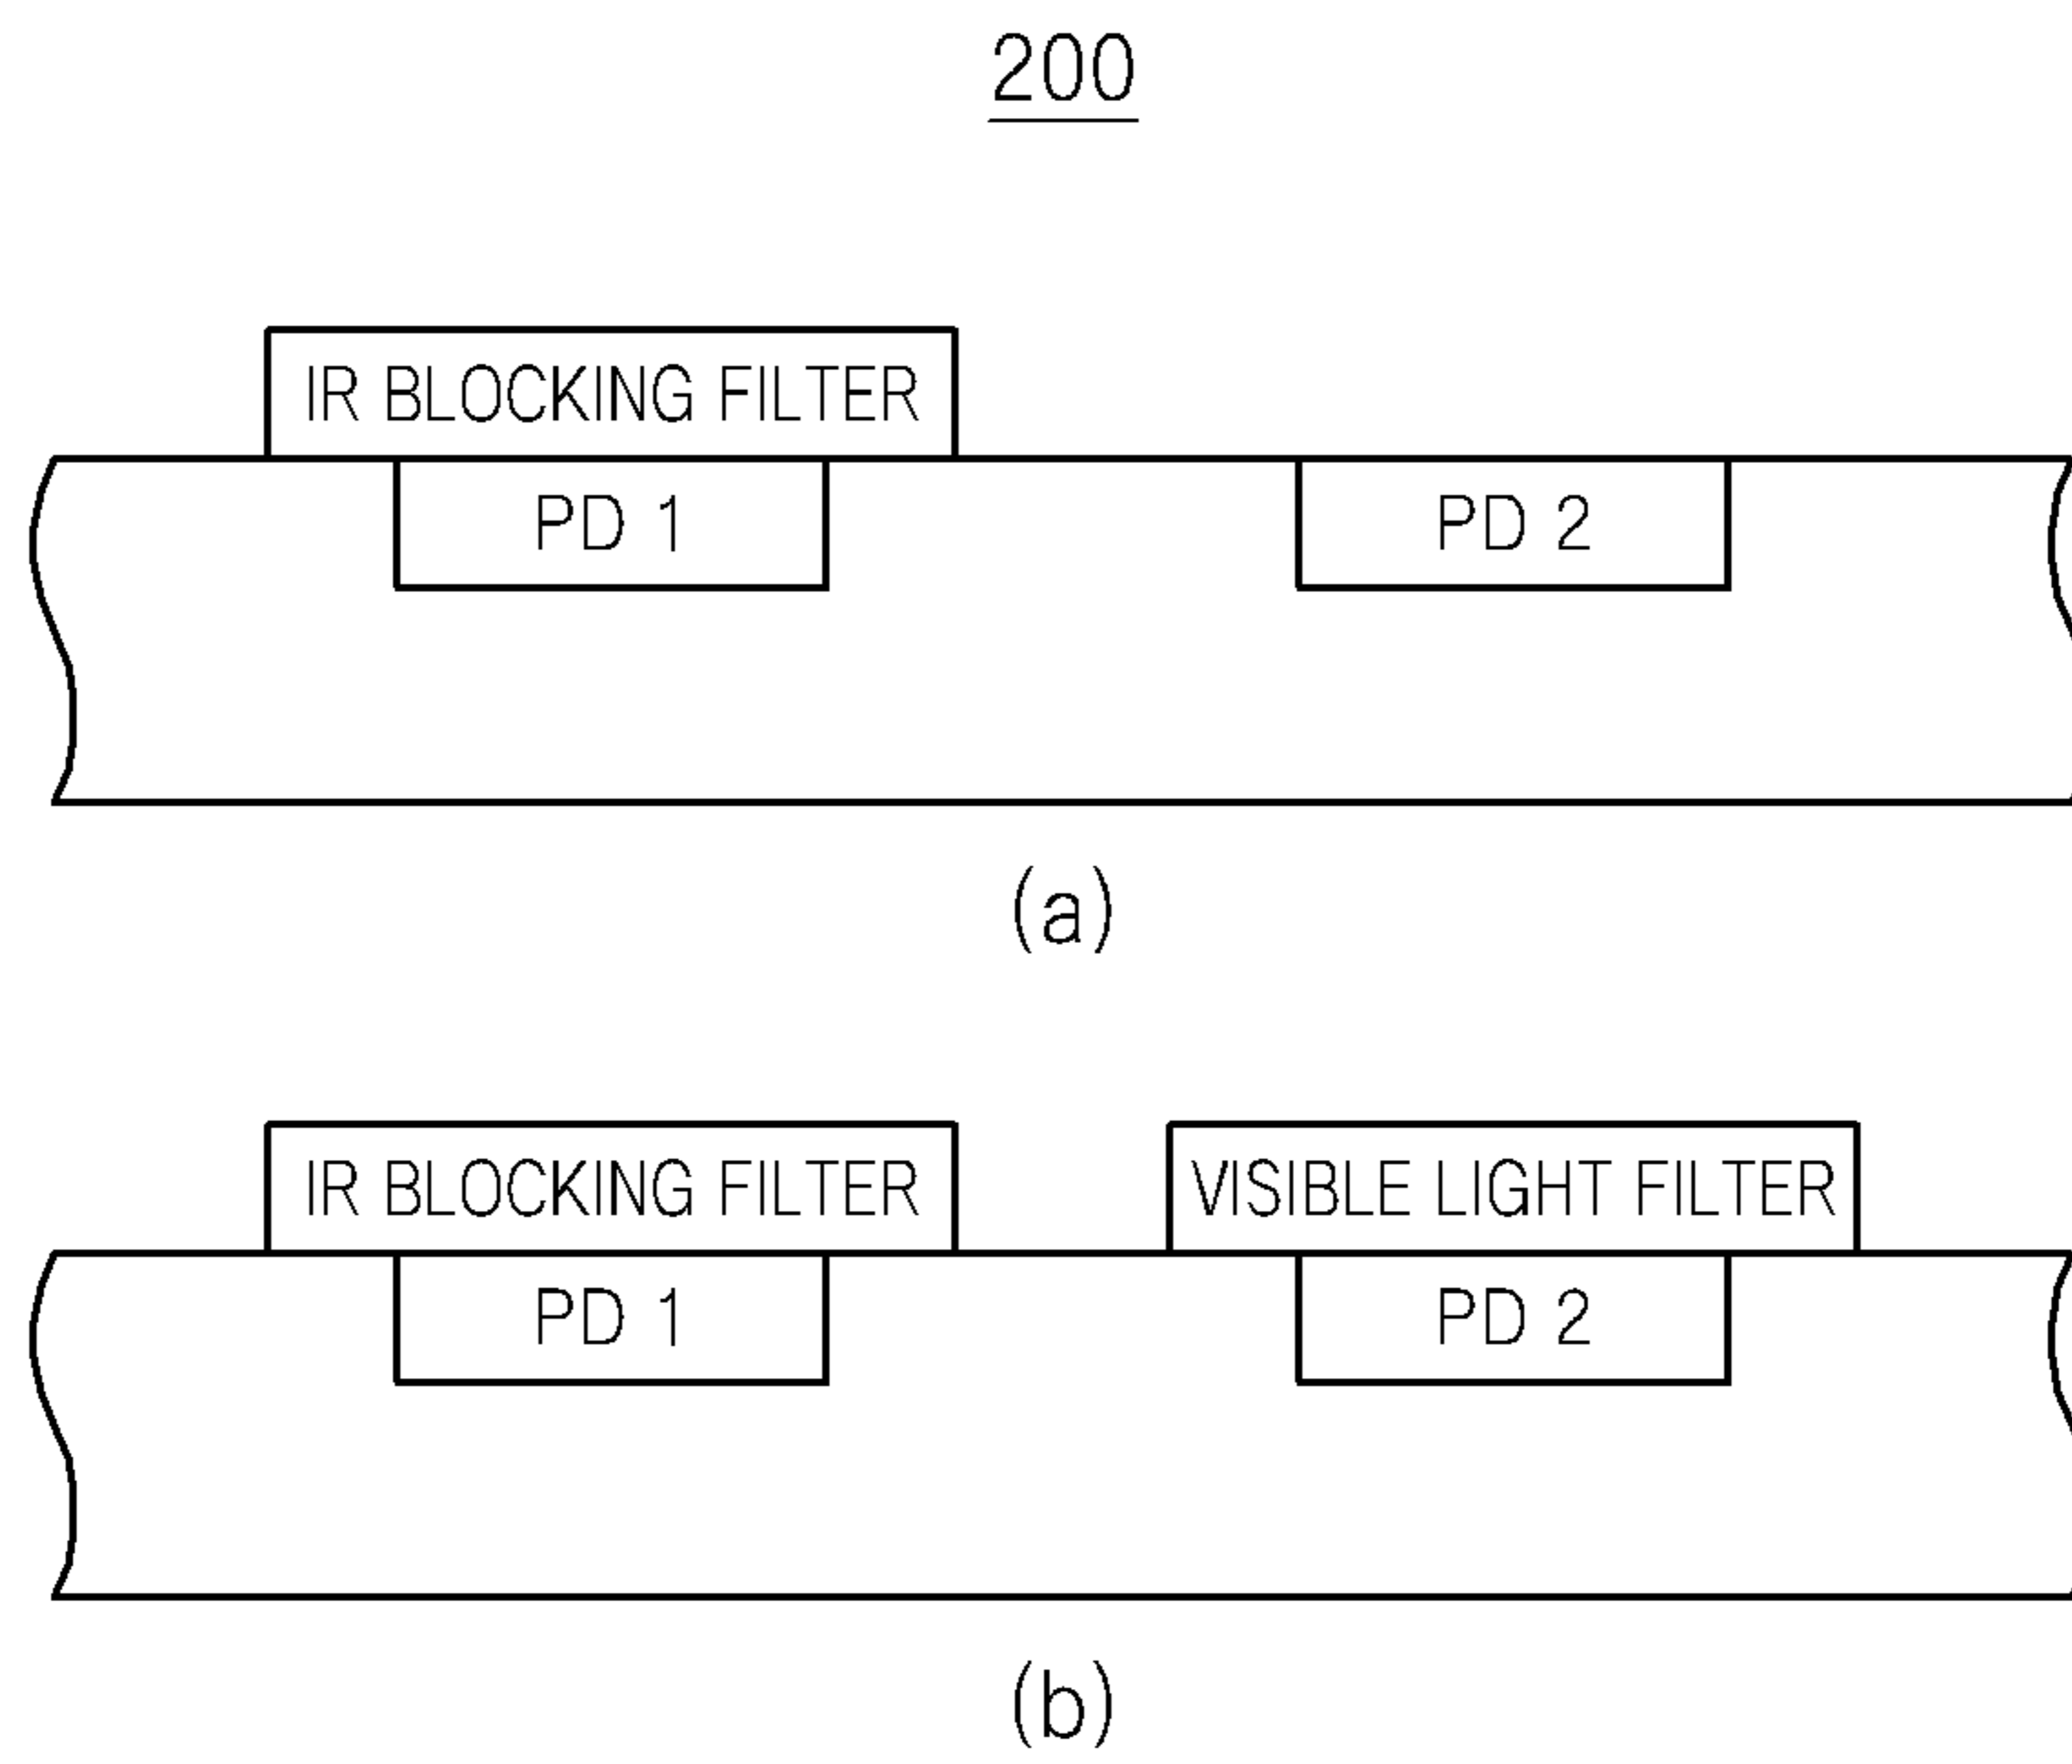 200
IR BLOCKING FILTER
PD 1 PD 2
(a)
IR BLOCKING FILTER VISIBLE LIGHT FILTER
PD 1 PD 2
(b)